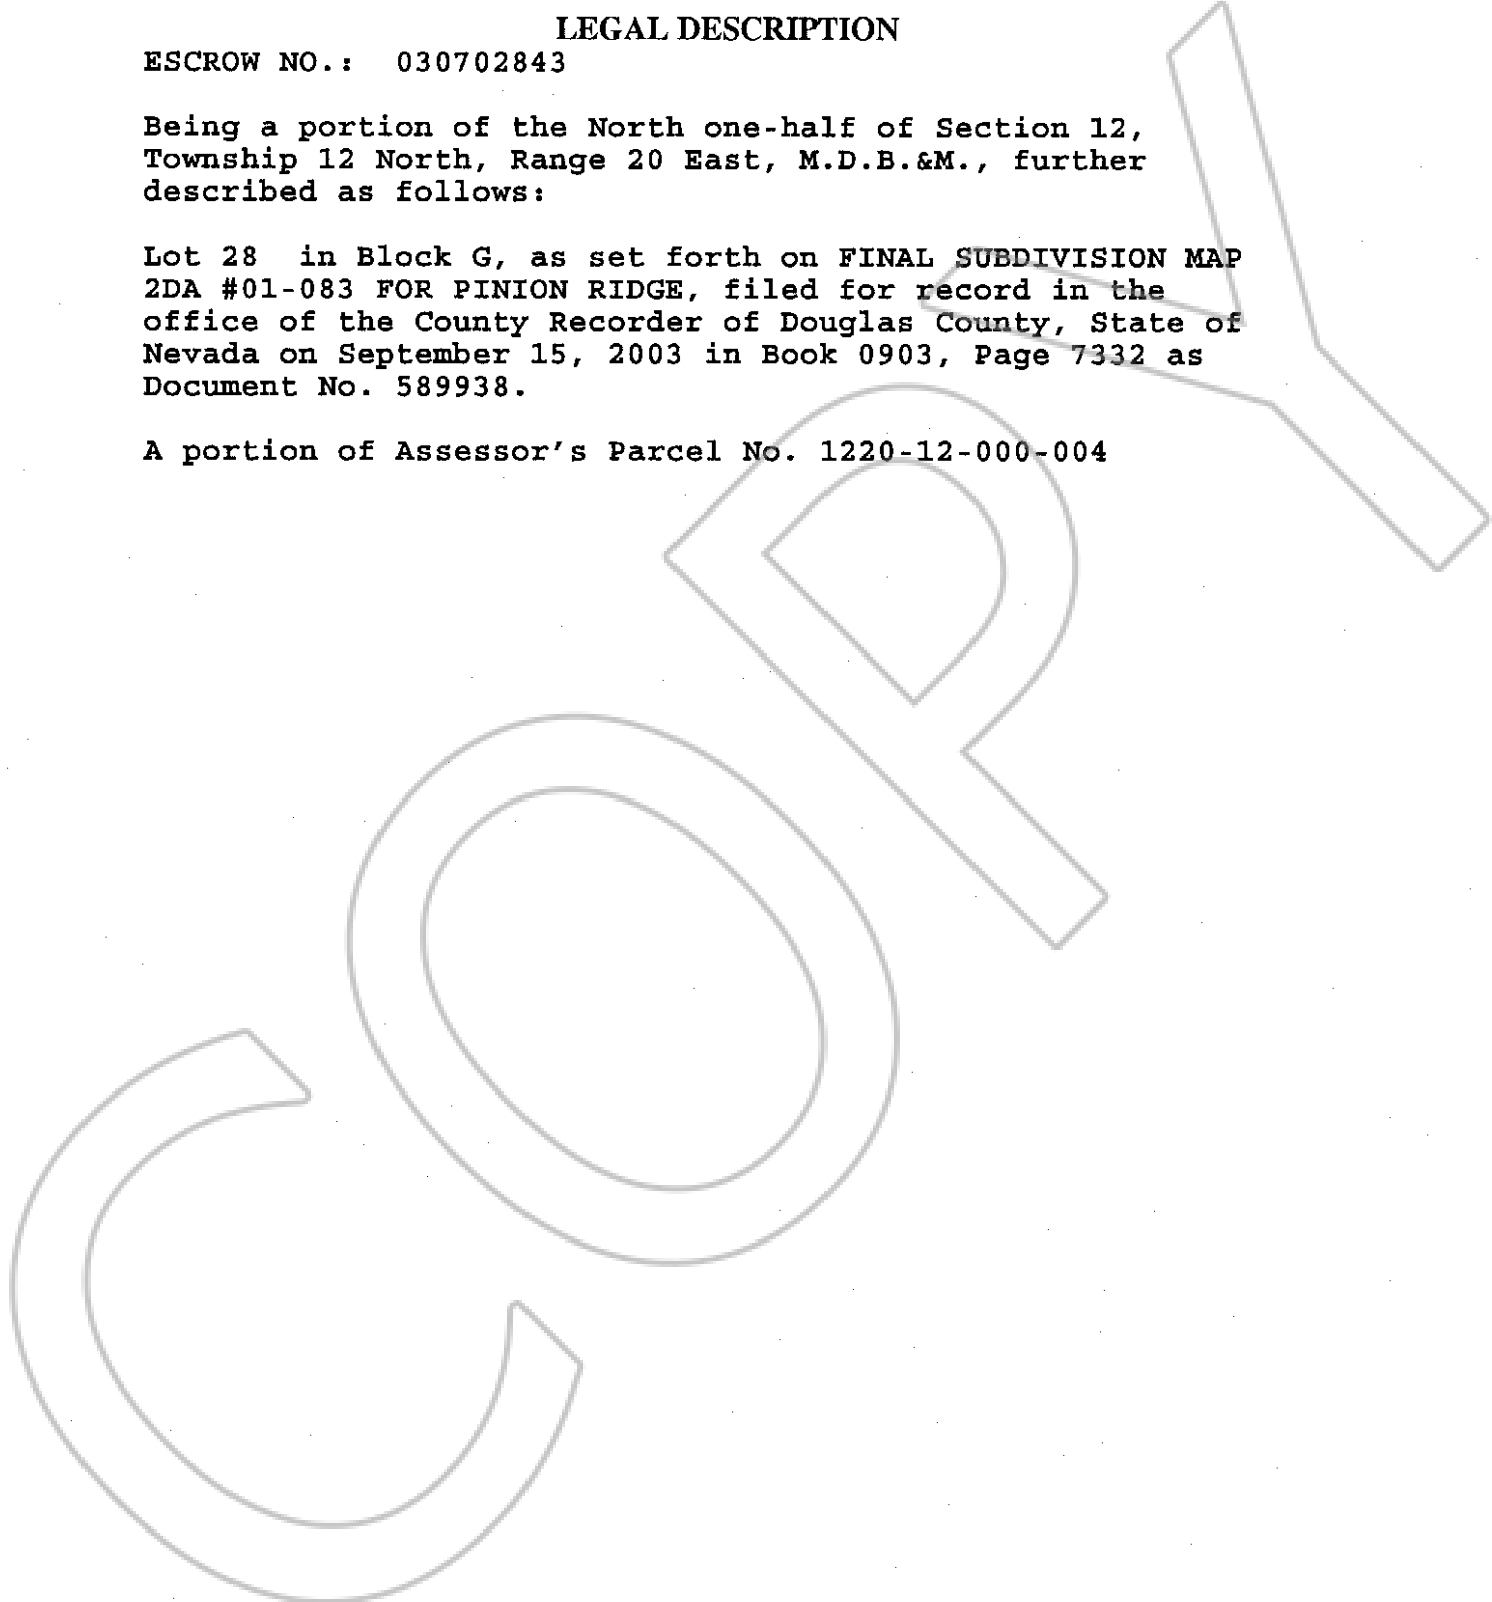 LEGAL DESCRIPTION
ESCROW NO.: 030702843
Being a portion of the North one-half of Section 12,
Township 12 North, Range 20 East, M.D.B.&M., further
described as follows:
Lot 28 in Block G, as set forth on FINAL SUBDIVISION MAP
2DA #01-083 FOR PINION RIDGE, filed for record in the
office of the County Recorder of Douglas County, State of
Nevada on September 15, 2003 in Book 0903, Page 7332 as
Document No. 589938.
A portion of Assessor's Parcel No. 1220-12-000-004
COPY